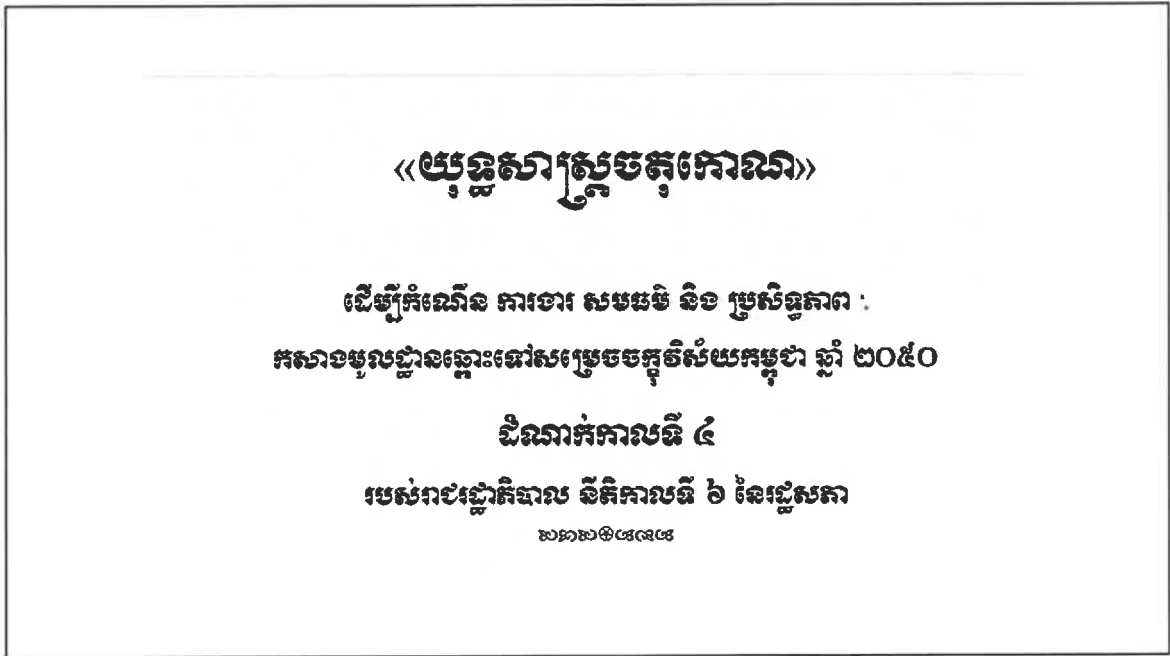 «យុទ្ធសាស្ត្រចតុកោណ»
ដើម្បីកំណើន ការងារ សមធម៌ និង ប្រសិទ្ធភាព :
កសាងមូលដ្ឋានឆ្ពោះទៅសម្រេចចក្ខុវិស័យកម្ពុជា ឆ្នាំ ២០៥០
ដំណាក់កាលទី ៤
របស់រាជរដ្ឋាភិបាល នីតិកាលទី ៦ នៃរដ្ឋសភា